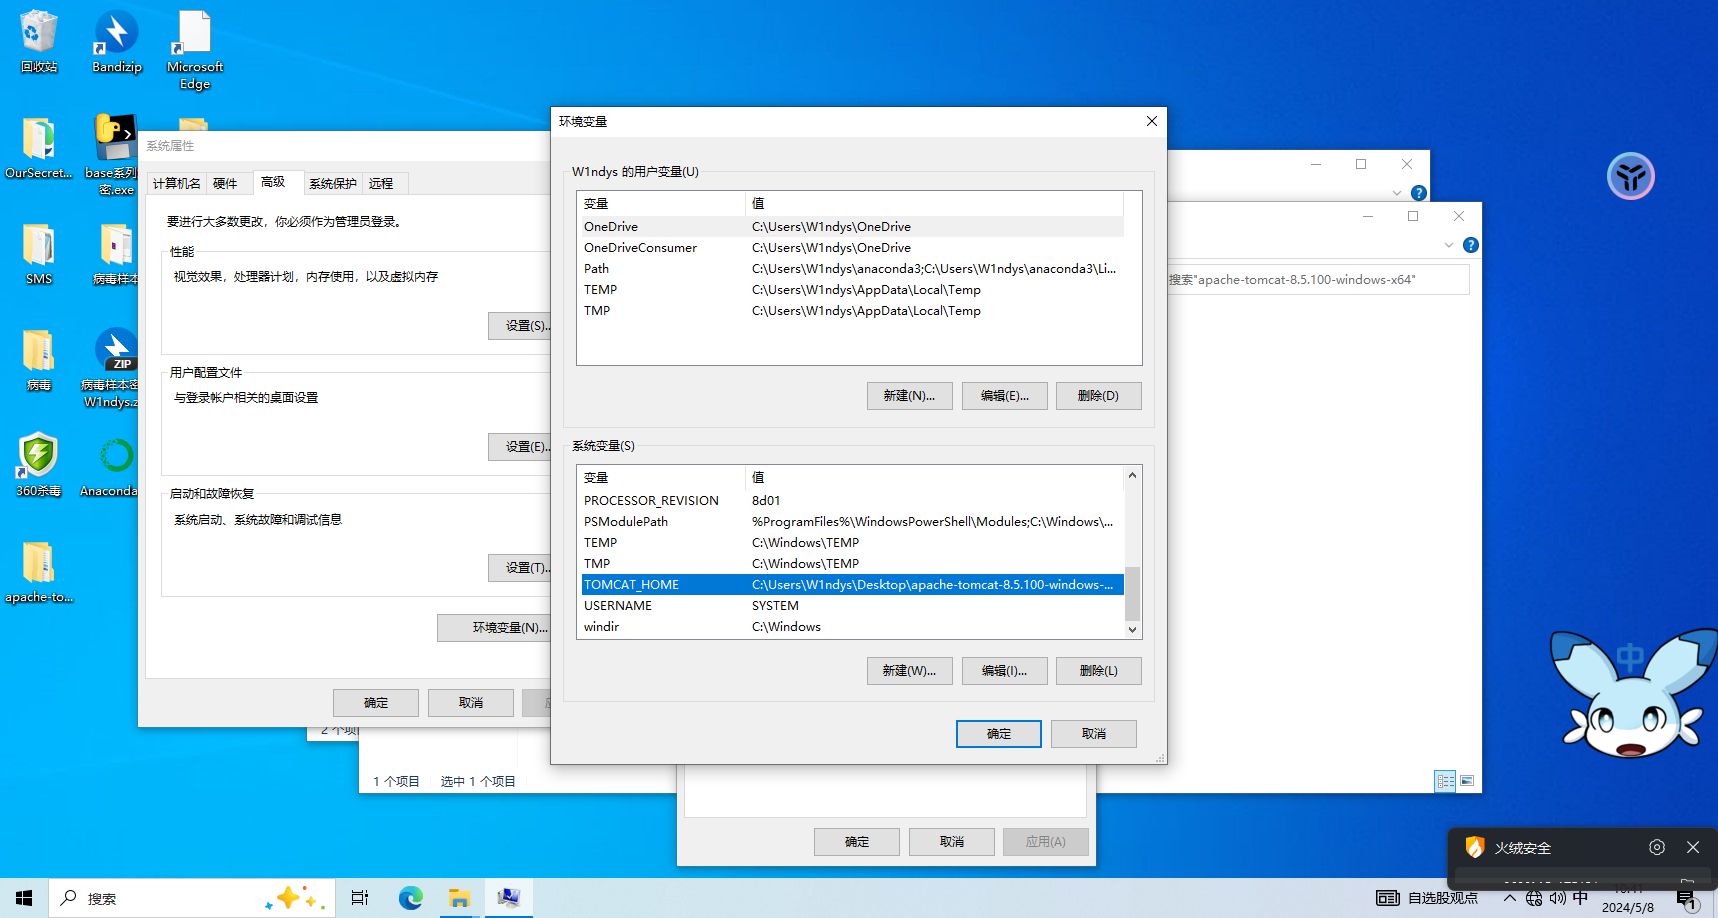 回收站
Bandizip
Microsoft
Edge
OurSecret...
base系列
密.exe
SMS
病毒样本
病毒
病毒样本密
W1ndys.z
360杀毒
Anaconda
apache-to...
系统属性
计算机名
硬件
高级
系统保护
远程
要进行大多数更改，你必须作为管理员登录。
性能
视觉效果，处理器计划，内存使用，以及虚拟内存
设置(S)..
用户配置文件
与登录帐户相关的桌面设置
设置(E)..
启动和故障恢复
系统启动、系统故障和调试信息
设置(T)..
环境变量(N)...
确定
取消
环境变量
W1ndys 的用户变量(U)
变量 值
OneDrive C:\Users\W1ndys\OneDrive
OneDriveConsumer C:\Users\W1ndys\OneDrive
Path C:\Users\W1ndys\anaconda3;C:\Users\W1ndys\anaconda3\Li...
TEMP C:\Users\W1ndys\AppData\Local\Temp
TMP C:\Users\W1ndys\AppData\Local\Temp
新建(N)... 编辑(E)... 删除(D)
系统变量(S)
变量 值
PROCESSOR_REVISION 8d01
PSModulePath %ProgramFiles%\WindowsPowerShell\Modules;C:\Windows\...
TEMP C:\Windows\TEMP
TMP C:\Windows\TEMP
TOMCAT_HOME C:\Users\W1ndys\Desktop\apache-tomcat-8.5.100-windows-...
USERNAME SYSTEM
windir C:\Windows
新建(W)... 编辑(I)... 删除(L)
确定 取消
搜索"apache-tomcat-8.5.100-windows-x64"
2 个项
1 个项目 选中 1 个项目
确定 取消 应用(A)
中
火绒安全
搜索
自选股观点
中
2024/5/8
1